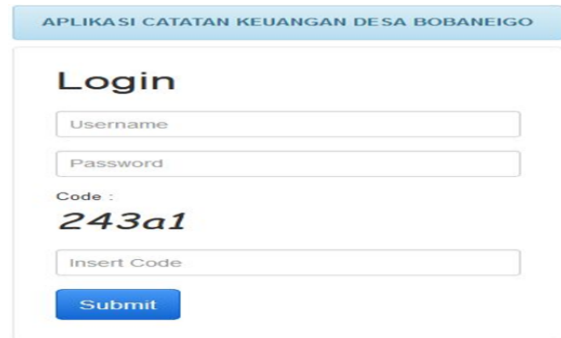 APLIKASI CATATAN KEUANGAN DESA BOBANEIGO
Login
Username
Password
Code :
243a1
Insert Code
Submit